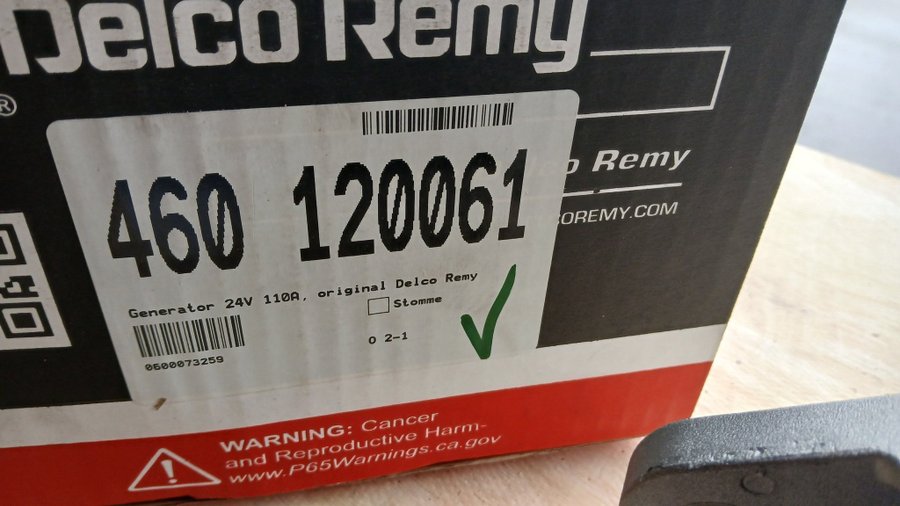 Delco Remy
®
460 120061
Remy
OREMY.COM
Generator 24V 110A, original Delco Remy
Stomme
O 2-1
0600073259
WARNING: Cancer
and Reproductive Harm-
www.P65Warnings.ca.gov